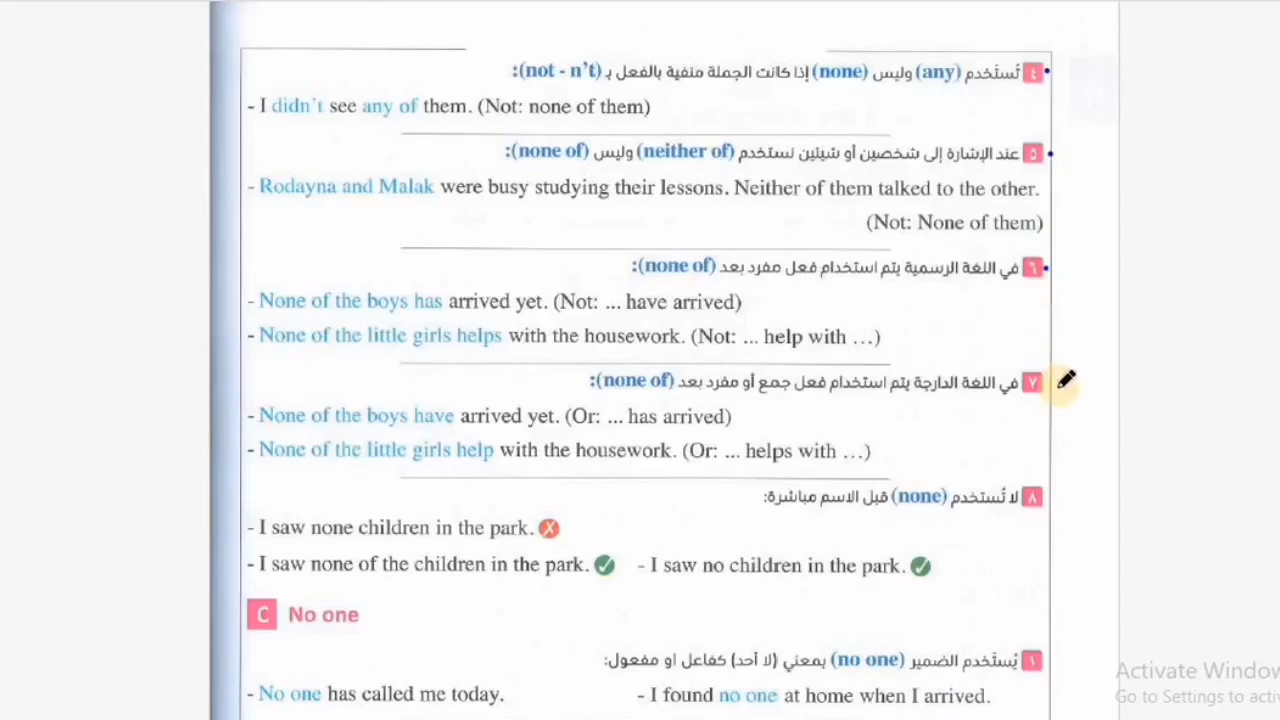 ٤ تُستَخدم (any) وليس (none) إذا كانت الجملة منفية بالفعل بـ (not - n't):
- I didn't see any of them. (Not: none of them)
٥ عند الإشارة إلى شخصين أو شيئين نستخدم (neither of) وليس (none of):
- Rodayna and Malak were busy studying their lessons. Neither of them talked to the other.
(Not: None of them)
٦ في اللغة الرسمية يتم استخدام فعل مفرد بعد (none of):
- None of the boys has arrived yet. (Not: ... have arrived)
- None of the little girls helps with the housework. (Not: ... help with ...)
٧ في اللغة الدارجة يتم استخدام فعل جمع أو مفرد بعد (none of):
- None of the boys have arrived yet. (Or: ... has arrived)
- None of the little girls help with the housework. (Or: ... helps with ...)
٨ لا تُستخدم (none) قبل الاسم مباشرة:
- I saw none children in the park.
- I saw none of the children in the park. - I saw no children in the park.
C No one
١ يُستَخدم الضمير (no one) بمعني (لا أحد) كفاعل او مفعول:
- No one has called me today. - I found no one at home when I arrived.
Activate Window
Go to Settings to activ